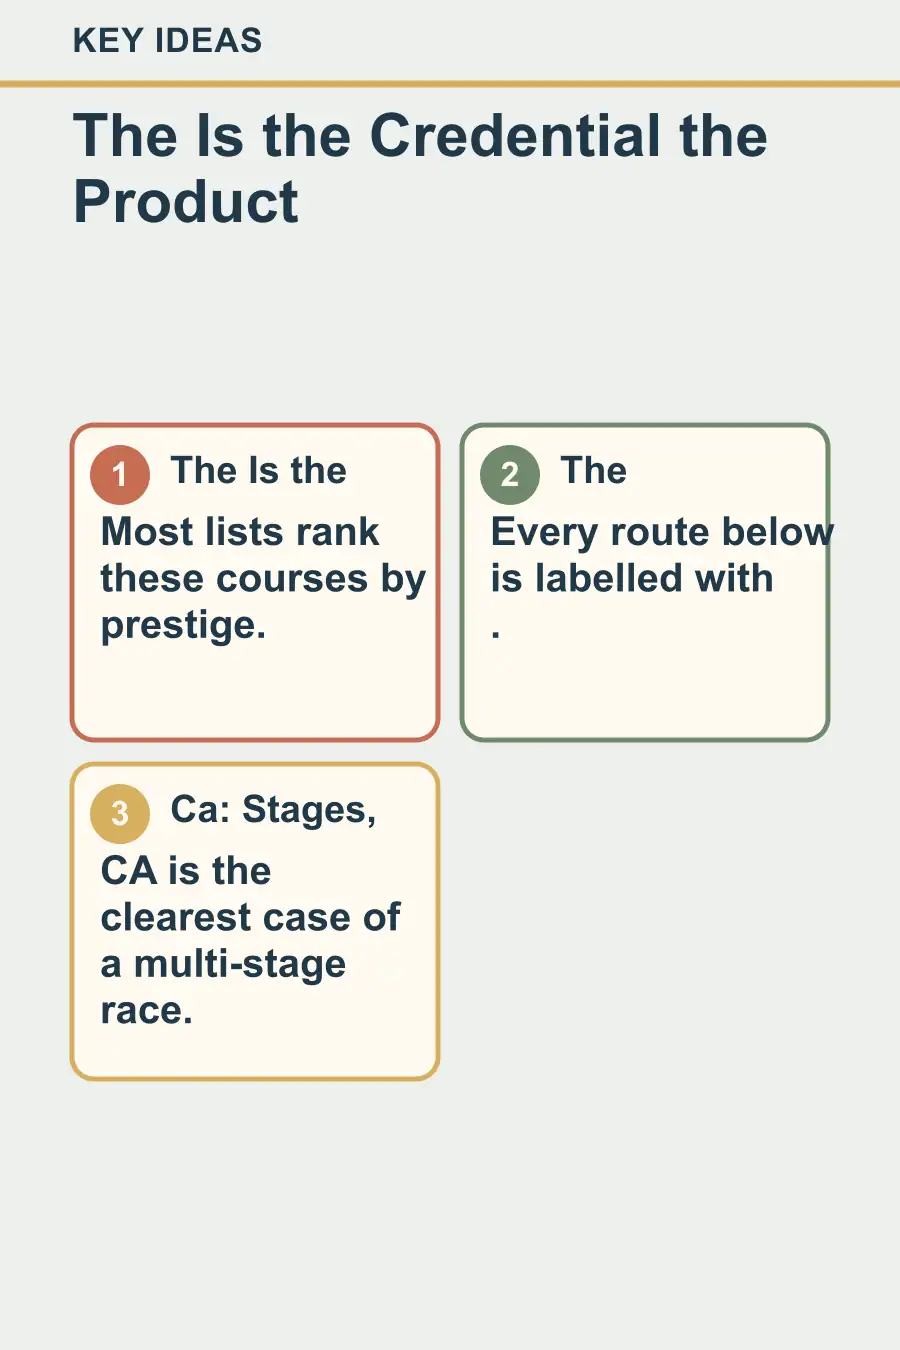 KEY IDEAS
The Is the Credential the
Product
1 The Is the
Most lists rank
these courses by
prestige.
2 The
Every route below
is labelled with
.
3 Ca: Stages,
CA is the
clearest case of
a multi-stage
race.